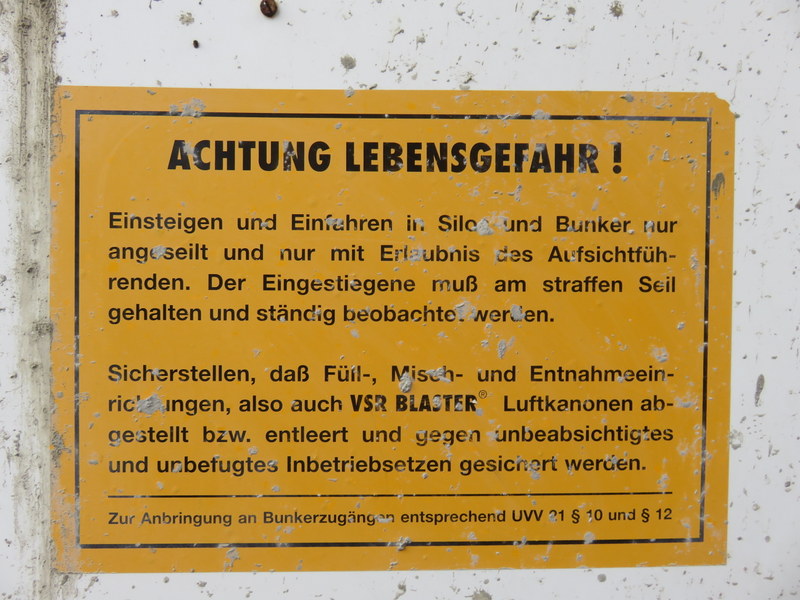 ACHTUNG LEBENSGEFAHR !
Einsteigen und Einfahren in Silos und Bunker nur
angeseilt und nur mit Erlaubnis des Aufsichtfüh-
renden. Der Eingestiegene muß am straffen Seil
gehalten und ständig beobachtet werden.
Sicherstellen, daß Füll-, Misch- und Entnahmeein-
richtungen, also auch VSR BLASTER® Luftkanonen ab-
gestellt bzw. entleert und gegen unbeabsichtigtes
und unbefugtes Inbetriebsetzen gesichert werden.
Zur Anbringung an Bunkerzugängen entsprechend UVV 21 § 10 und § 12